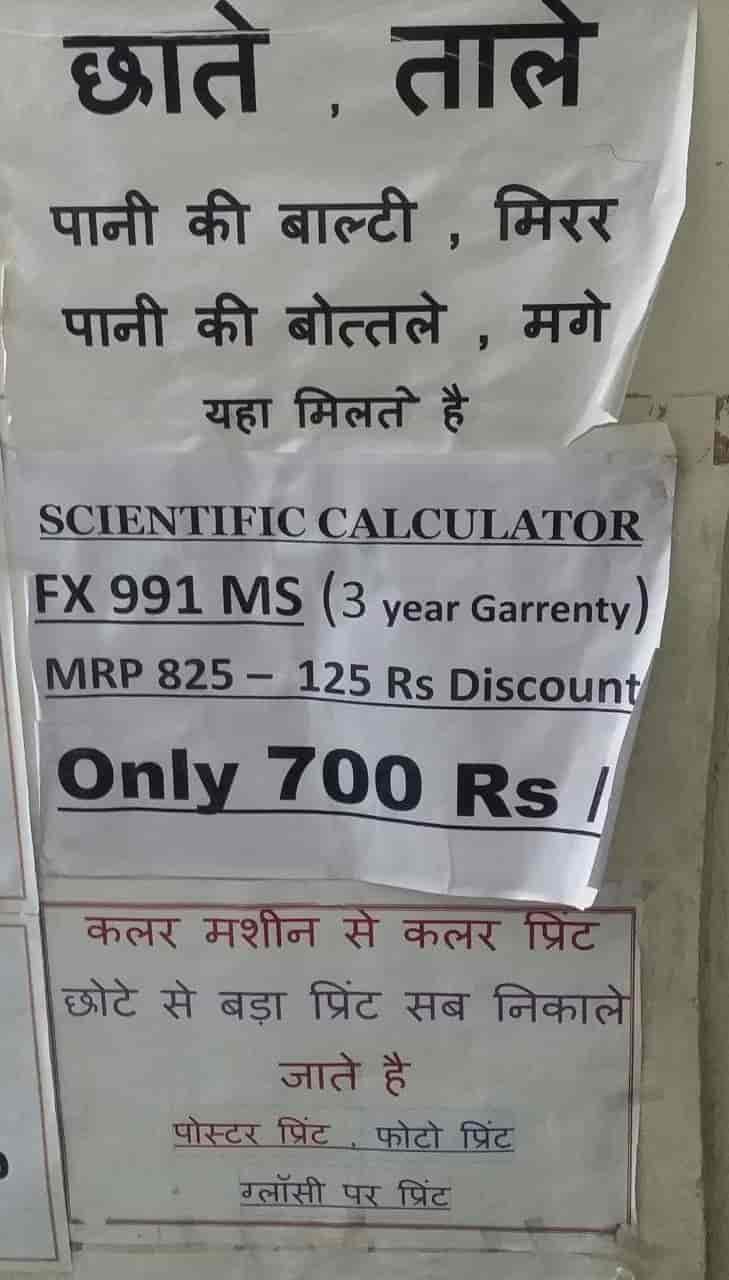 छाते , ताले
पानी की बाल्टी , मिरर
पानी की बोत्तले , मगे
यहा मिलते है
SCIENTIFIC CALCULATOR
FX 991 MS (3 year Garrenty)
MRP 825 – 125 Rs Discount
Only 700 Rs /
कलर मशीन से कलर प्रिंट
छोटे से बड़ा प्रिंट सब निकाले
जाते है
पोस्टर प्रिंट , फोटो प्रिंट
ग्लॉसी पर प्रिंट